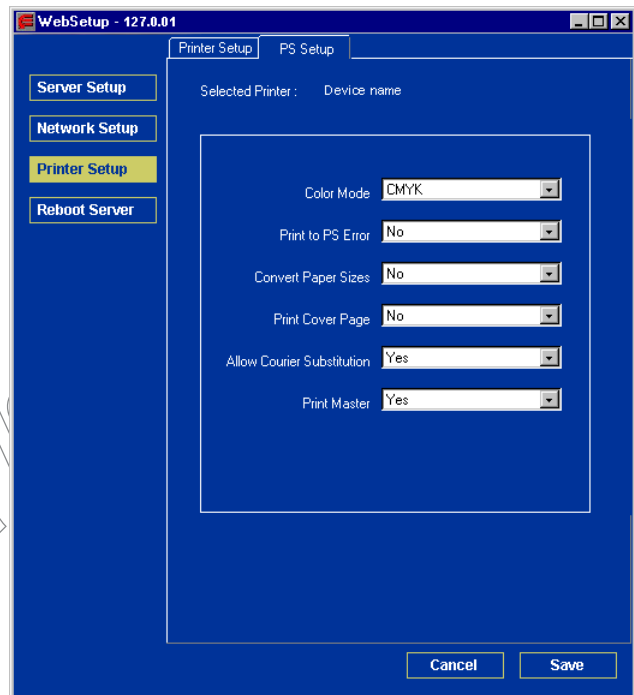 WebSetup - 127.0.01
Printer Setup PS Setup
Server Setup
Selected Printer : Device name
Network Setup
Printer Setup
Reboot Server
Color Mode CMYK
Print to PS Error No
Convert Paper Sizes No
Print Cover Page No
Allow Courier Substitution Yes
Print Master Yes
Cancel Save